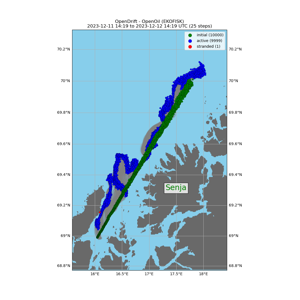 OpenDrift - OpenOil (EKOFISK)
2023-12-11 14:19 to 2023-12-12 14:19 UTC (25 steps)
initial (10000)
active (9999)
stranded (1)
70.2°N 70.2°N
70°N 70°N
69.8°N 69.8°N
69.6°N 69.6°N
69.4°N 69.4°N
Senja
69.2°N 69.2°N
69°N 69°N
68.8°N 68.8°N
16°E 16.5°E 17°E 17.5°E 18°E